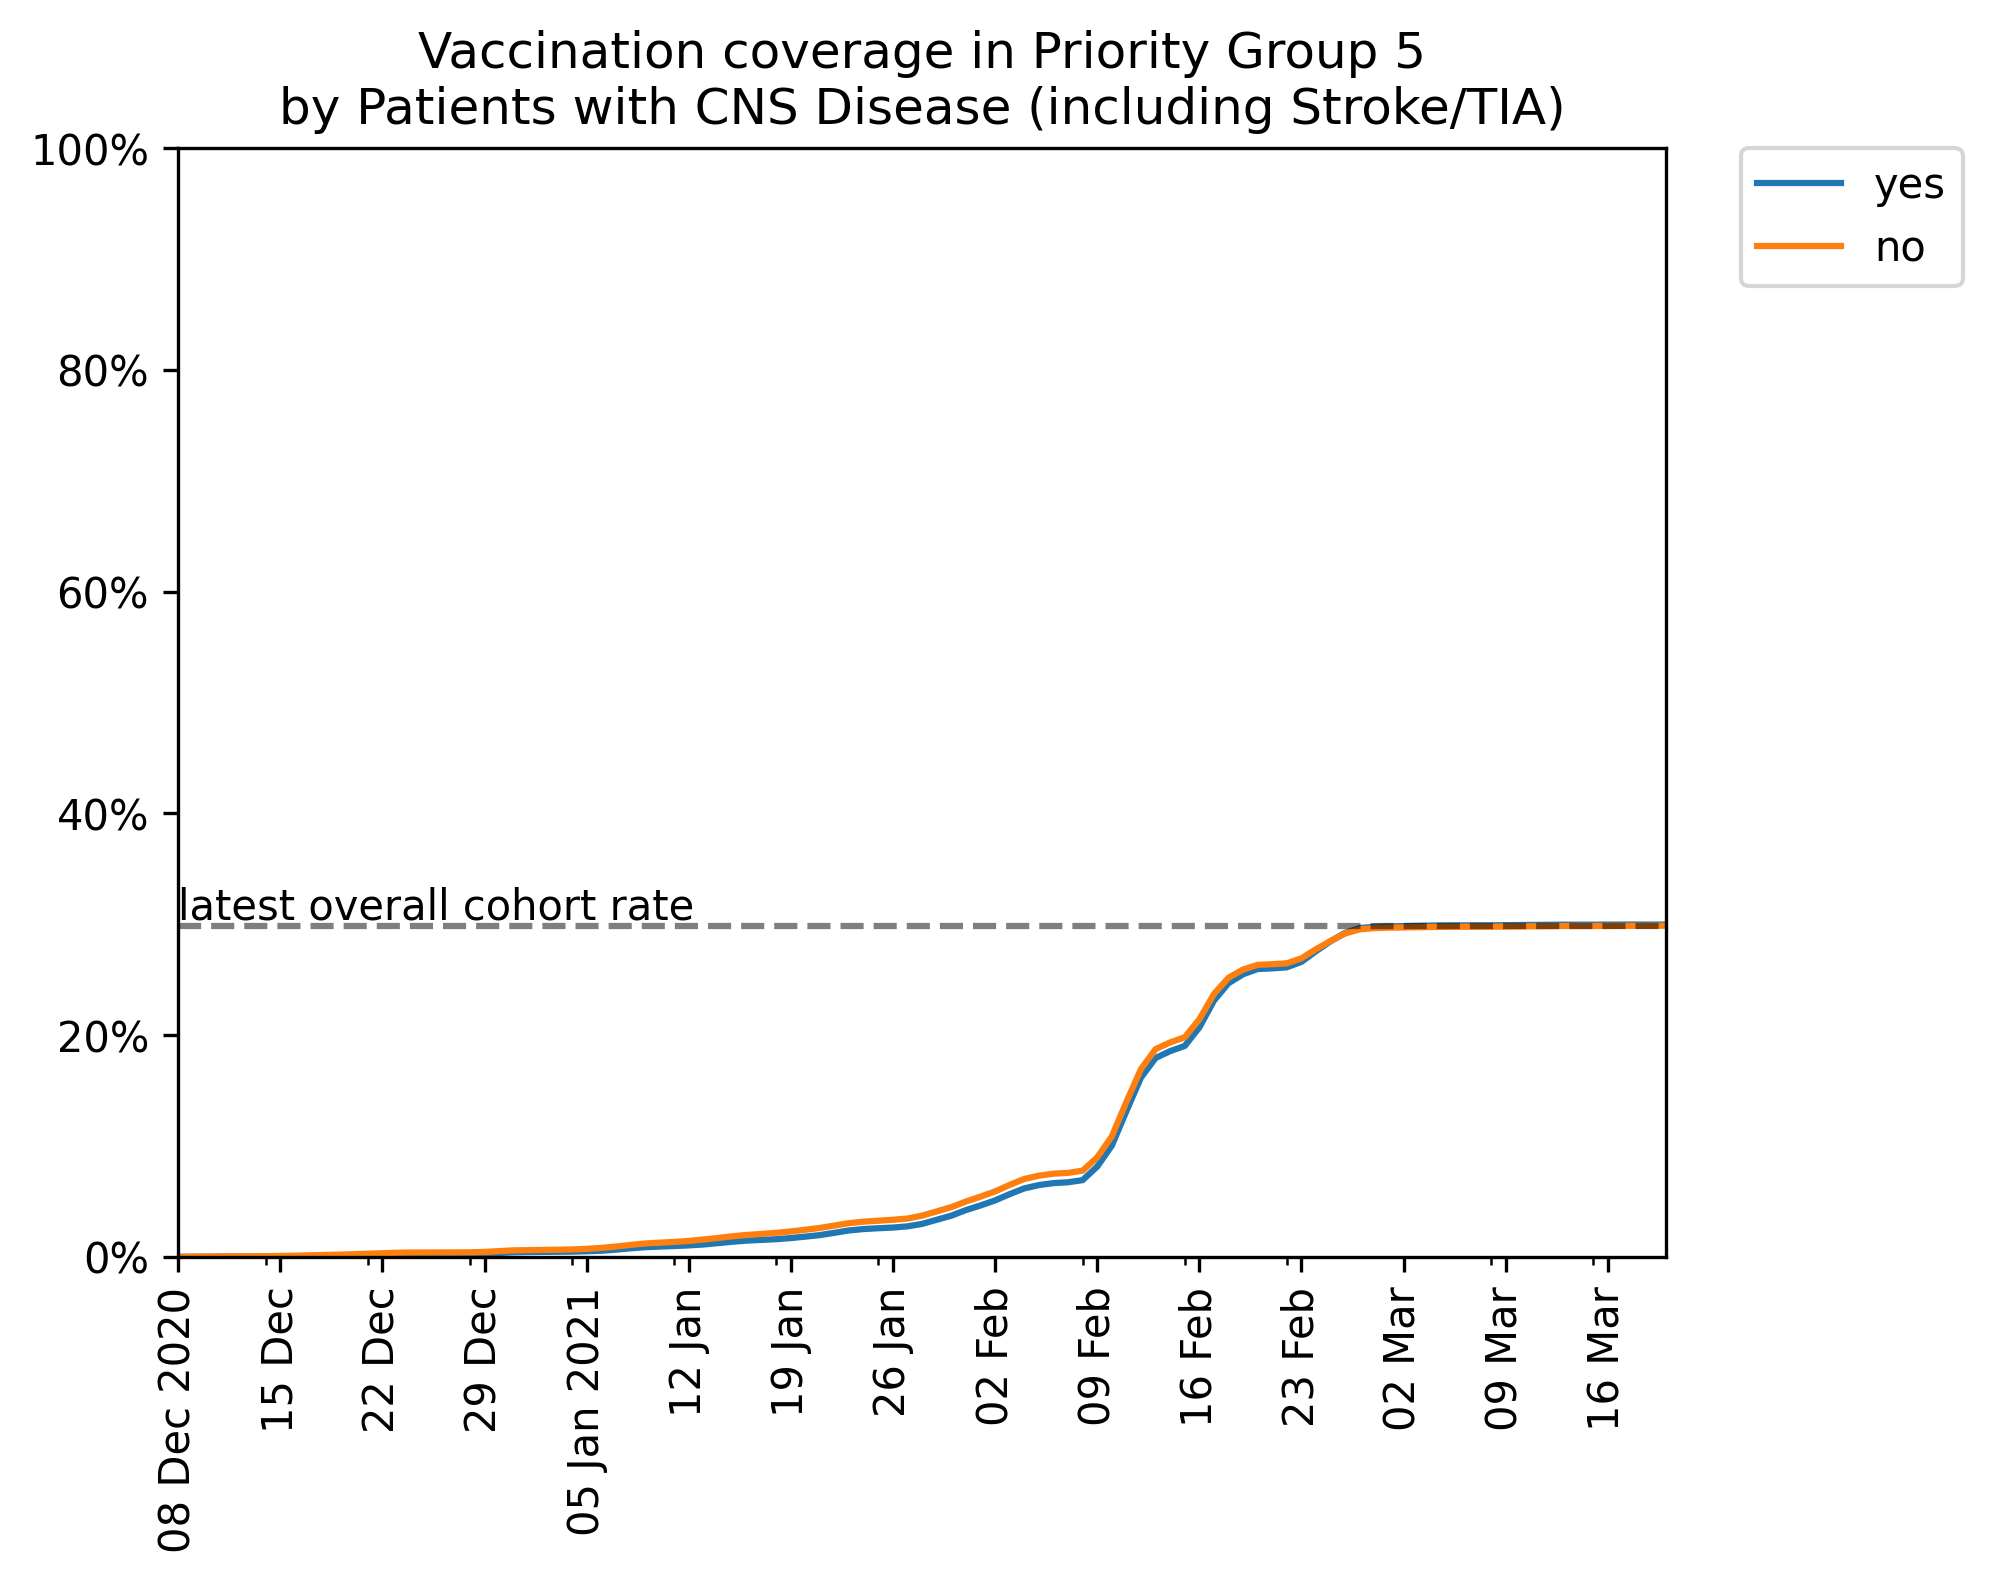 Vaccination coverage in Priority Group 5
by Patients with CNS Disease (including Stroke/TIA)
100%
80%
60%
40%
20%
0%
latest overall cohort rate
yes
no
08 Dec 2020
15 Dec
22 Dec
29 Dec
05 Jan 2021
12 Jan
19 Jan
26 Jan
02 Feb
09 Feb
16 Feb
23 Feb
02 Mar
09 Mar
16 Mar